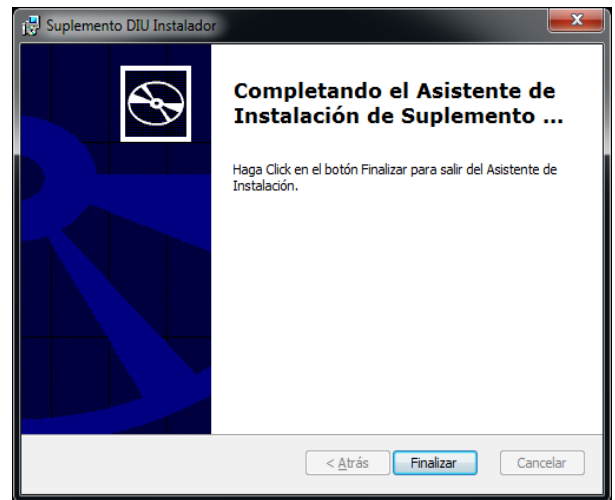 Suplemento DIU Instalador
Completando el Asistente de
Instalación de Suplemento ...
Haga Click en el botón Finalizar para salir del Asistente de
Instalación.
< Atrás Finalizar Cancelar